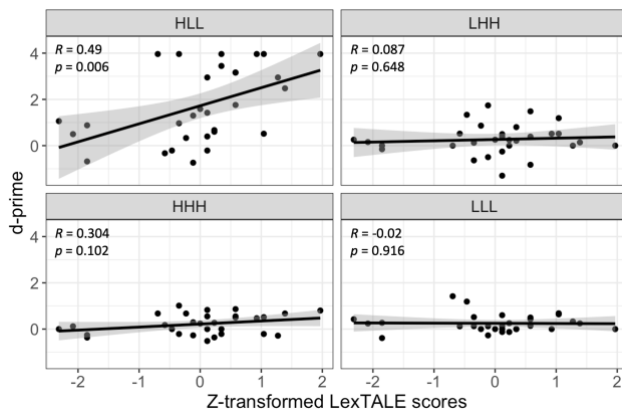 HLL
LHH
4
2
0
R = 0.49
p = 0.006
R = 0.087
p = 0.648
HHH
LLL
4
2
0
R = 0.304
p = 0.102
R = -0.02
p = 0.916
d-prime
-2 -1 0 1 2 -2 -1 0 1 2
Z-transformed LexTALE scores